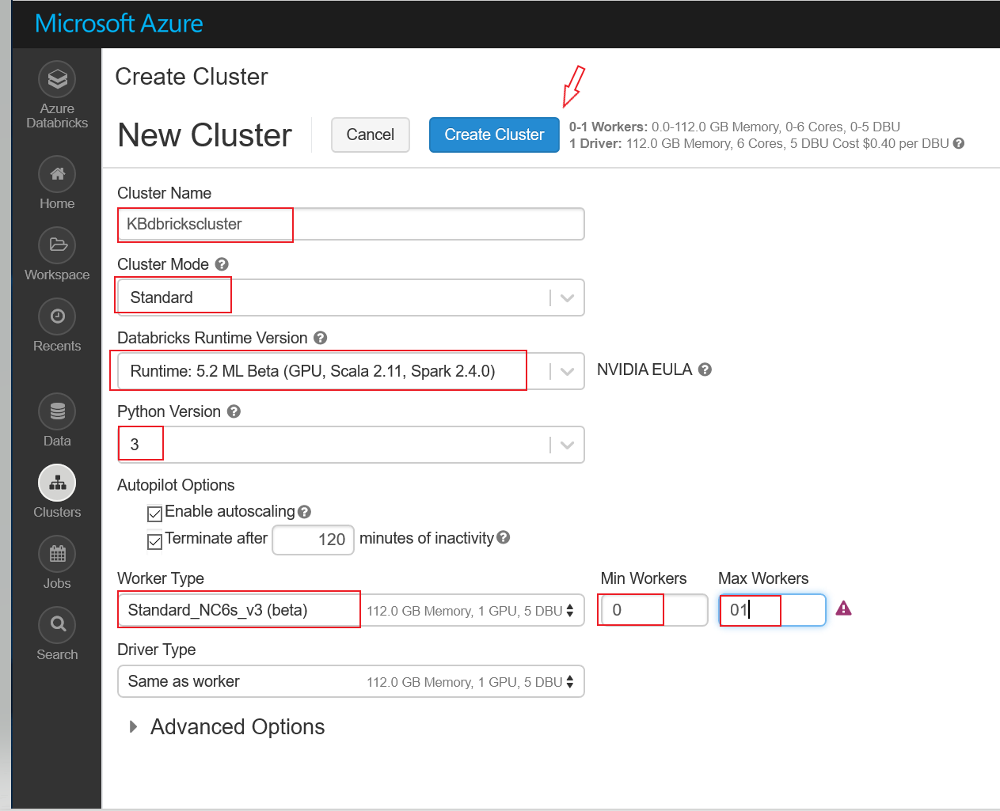 Microsoft Azure
Azure
Databricks
Home
Workspace
Recents
Data
Clusters
Jobs
Search
Create Cluster
New Cluster
Cancel
Create Cluster
0-1 Workers: 0.0-112.0 GB Memory, 0-6 Cores, 0-5 DBU
1 Driver: 112.0 GB Memory, 6 Cores, 5 DBU Cost $0.40 per DBU ?
Cluster Name
KBdbrickscluster
Cluster Mode ?
Standard
Databricks Runtime Version ?
Runtime: 5.2 ML Beta (GPU, Scala 2.11, Spark 2.4.0)
NVIDIA EULA ?
Python Version ?
3
Autopilot Options
Enable autoscaling ?
Terminate after 120 minutes of inactivity ?
Worker Type
Min Workers
Max Workers
Standard_NC6s_v3 (beta) 112.0 GB Memory, 1 GPU, 5 DBU
0
01
Driver Type
Same as worker 112.0 GB Memory, 1 GPU, 5 DBU
Advanced Options